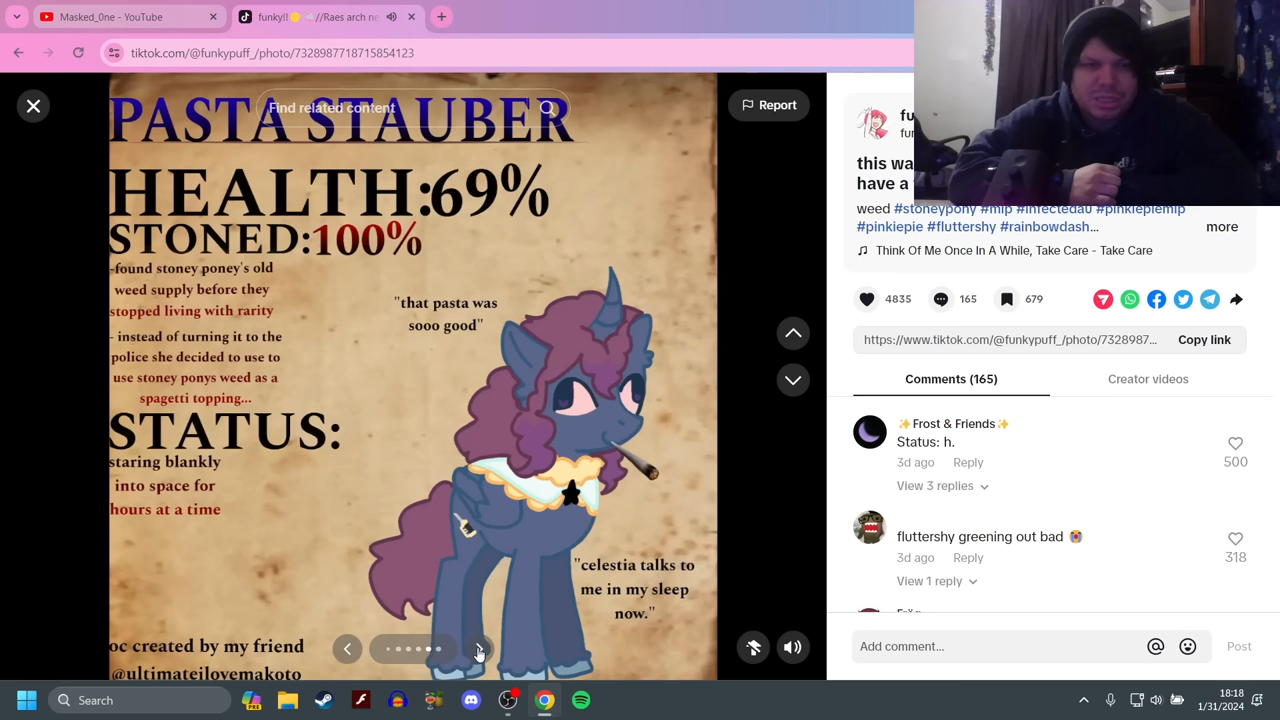 Masked_0ne - YouTube
funky!! //Raes arch ne
tiktok.com/@funkypuff_/photo/7328987718715854123
Find related content
Report
PASTA STAUBER
HEALTH:69%
STONED:100%
-found stoney poney's old
weed supply before they
stopped living with rarity
- instead of turning it to the
police she decided to use to
use stoney ponys weed as a
spagetti topping...
STATUS:
staring blankly
into space for
hours at a time
"that pasta was
sooo good"
"celestia talks to
me in my sleep
now."
oc created by my friend
@ultimateilovemakoto
this wa
have a
weed #stoneypony #mlp #infectedau #pinkiepiemlp
#pinkiepie #fluttershy #rainbowdash...
more
Think Of Me Once In A While, Take Care - Take Care
4835
165
679
https://www.tiktok.com/@funkypuff_/photo/7328987...
Copy link
Comments (165)
Creator videos
✨Frost & Friends✨
Status: h.
3d ago Reply
500
View 3 replies
fluttershy greening out bad 😭
3d ago Reply
318
View 1 reply
Add comment...
Post
Search
PRE
18:18
1/31/2024